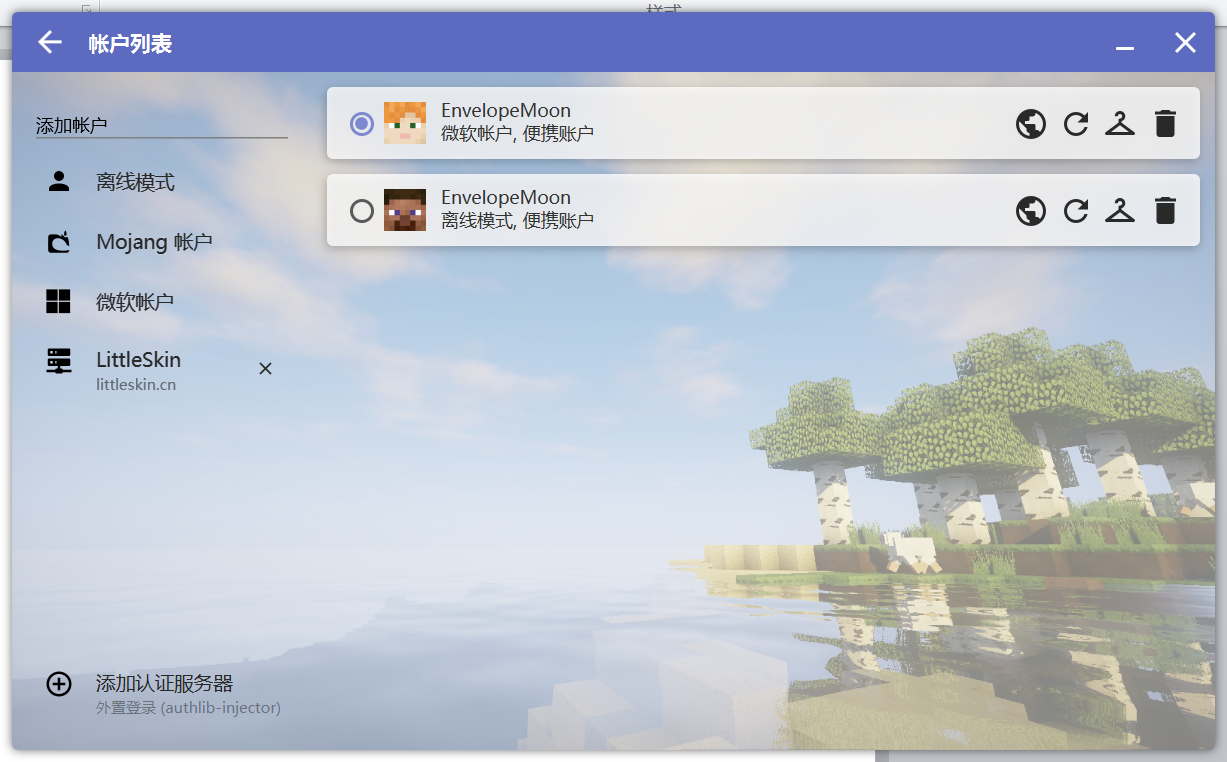 样式
帐户列表
添加帐户
离线模式
Mojang 帐户
微软帐户
LittleSkin
littleskin.cn
添加认证服务器
外置登录 (authlib-injector)
EnvelopeMoon
微软帐户, 便携账户
EnvelopeMoon
离线模式, 便携账户